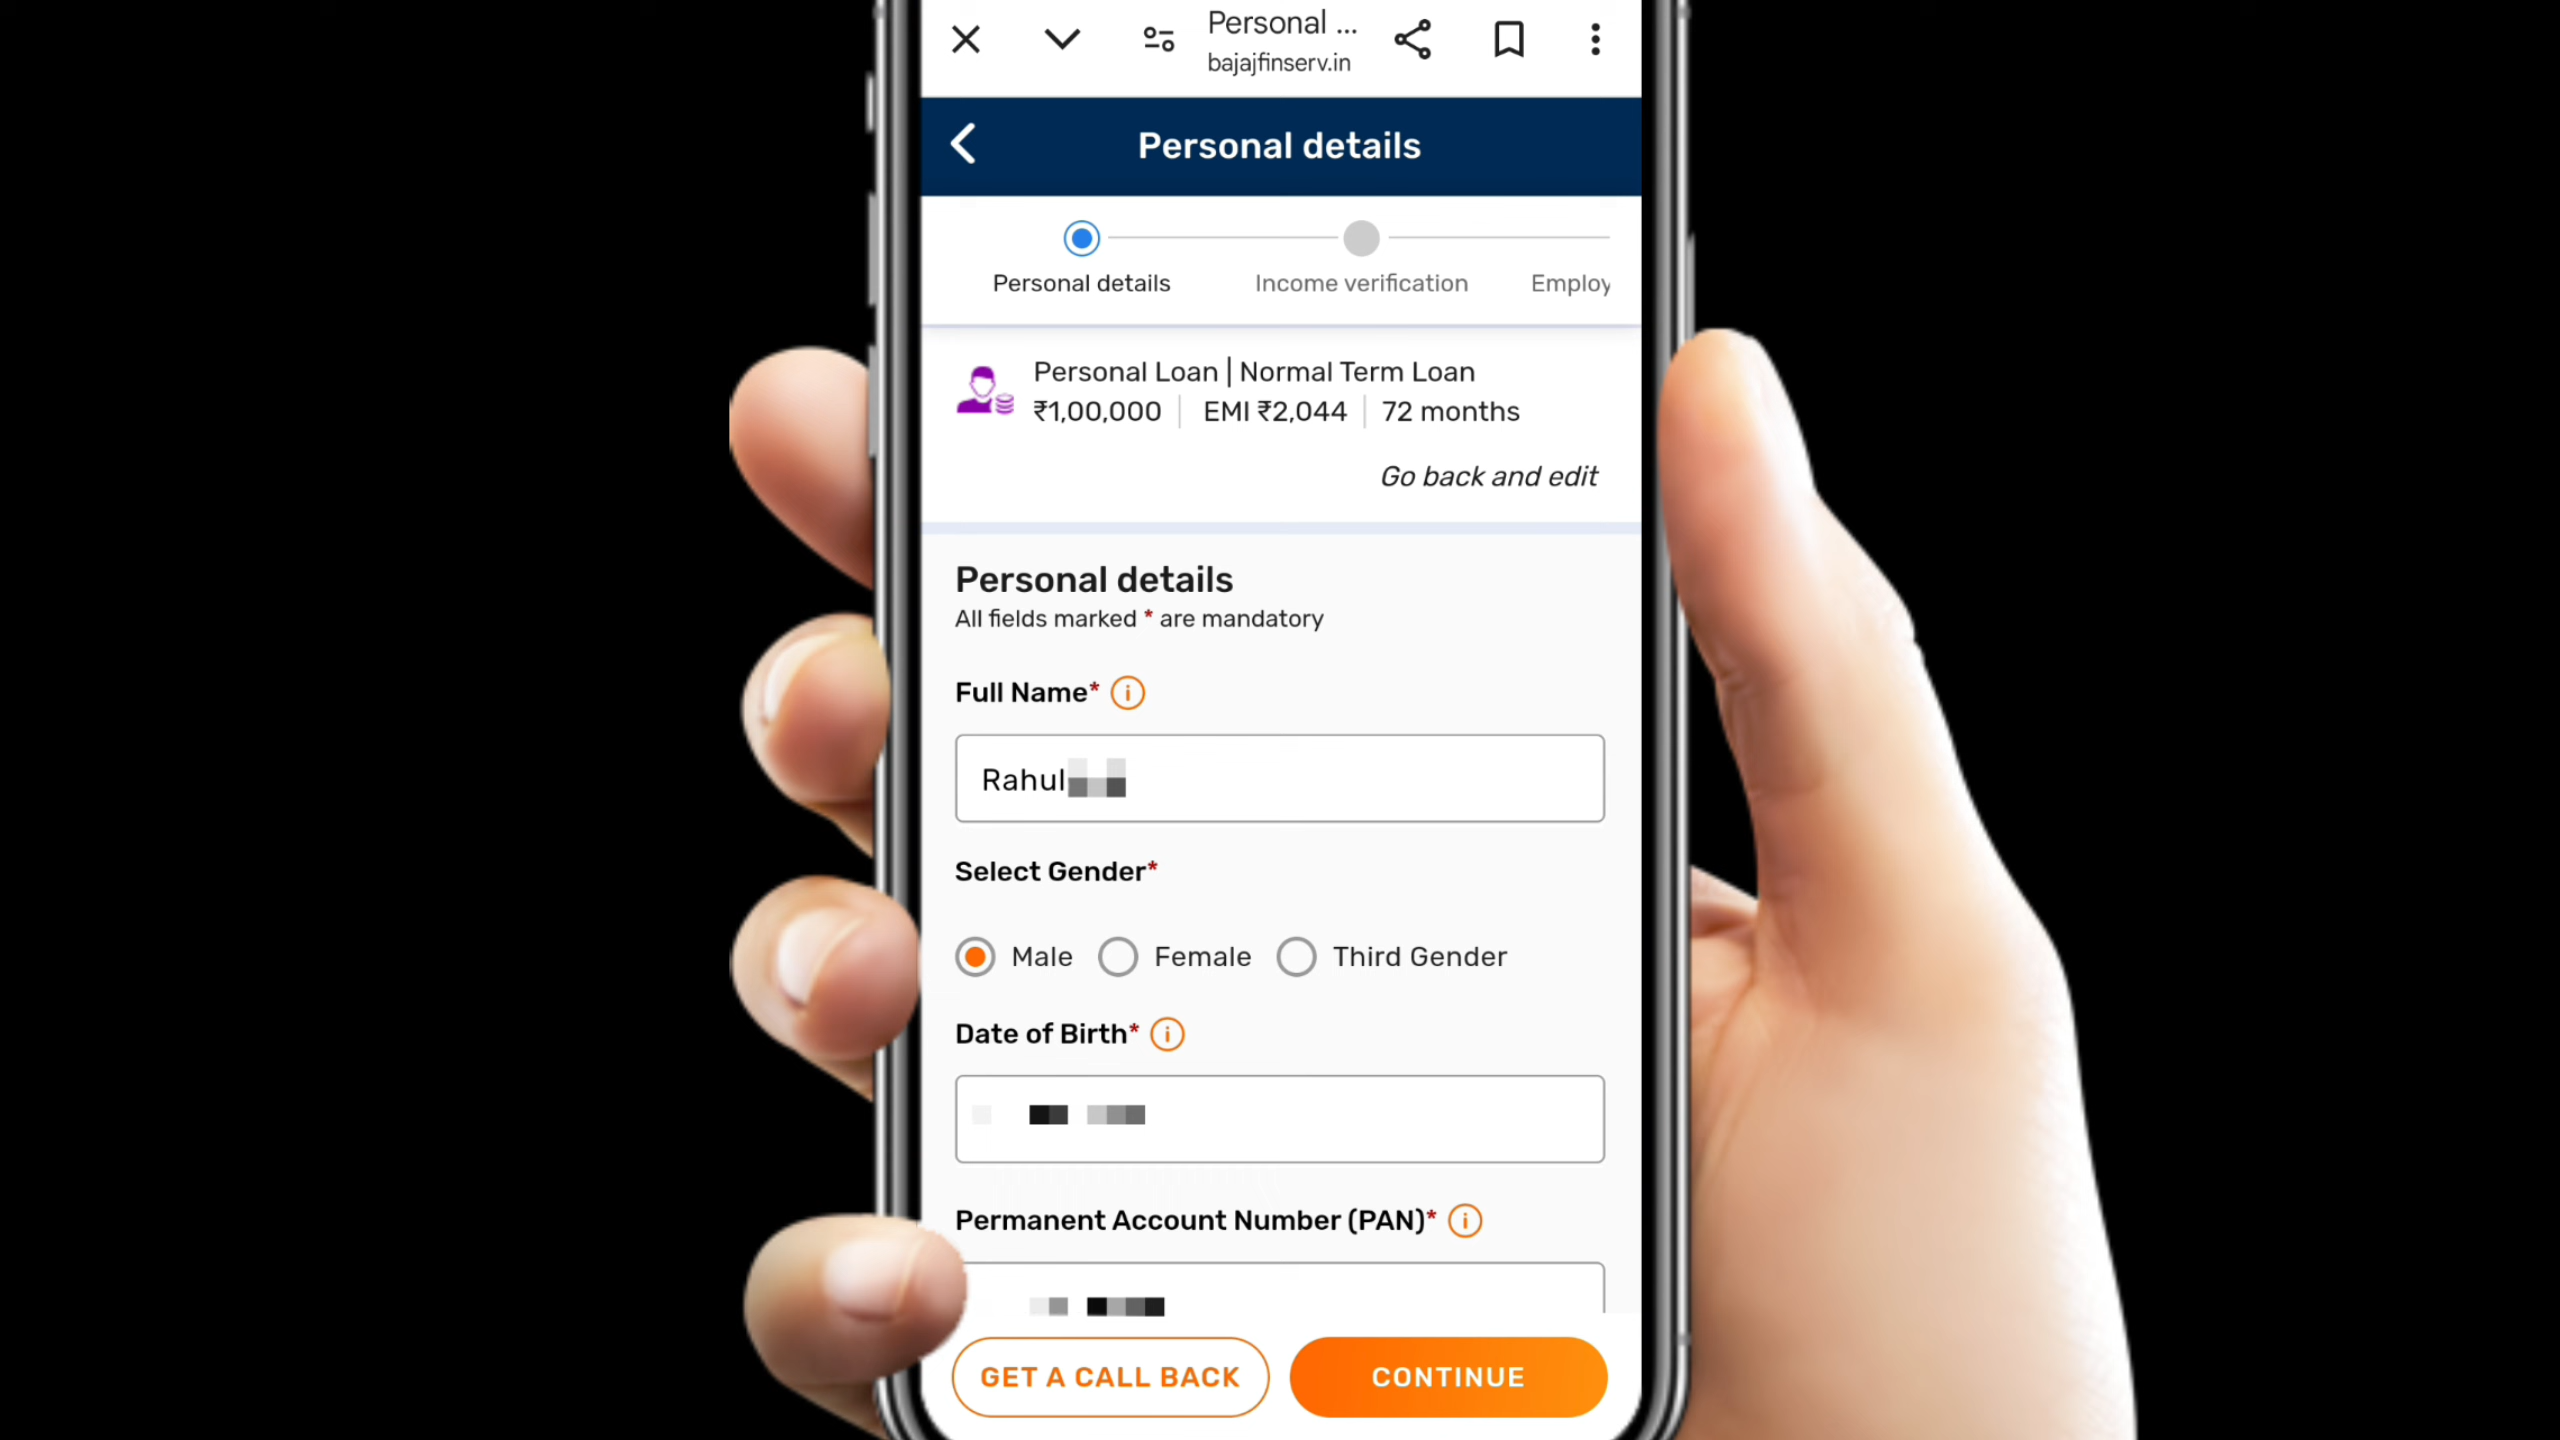 Personal ...
bajajfinserv.in
Personal details
Personal details
Income verification
Employ
Personal Loan | Normal Term Loan
₹1,00,000 | EMI ₹2,044 | 72 months
Go back and edit
Personal details
All fields marked * are mandatory
Full Name*
Rahul
Select Gender*
Male
Female
Third Gender
Date of Birth*
Permanent Account Number (PAN)*
GET A CALL BACK
CONTINUE